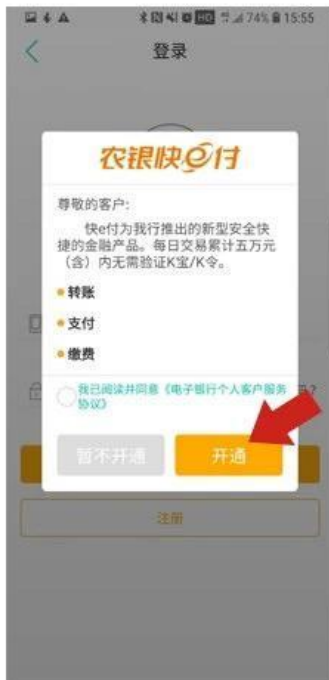 HD 74% 15:55
登录
农银快e付
尊敬的客户:
快e付为我行推出的新型安全快
捷的金融产品。每日交易累计五万元
（含）内无需验证K宝/K令。
转账
支付
缴费
我已阅读并同意《电子银行个人客户服务
协议》
?
暂不开通
开通
注册